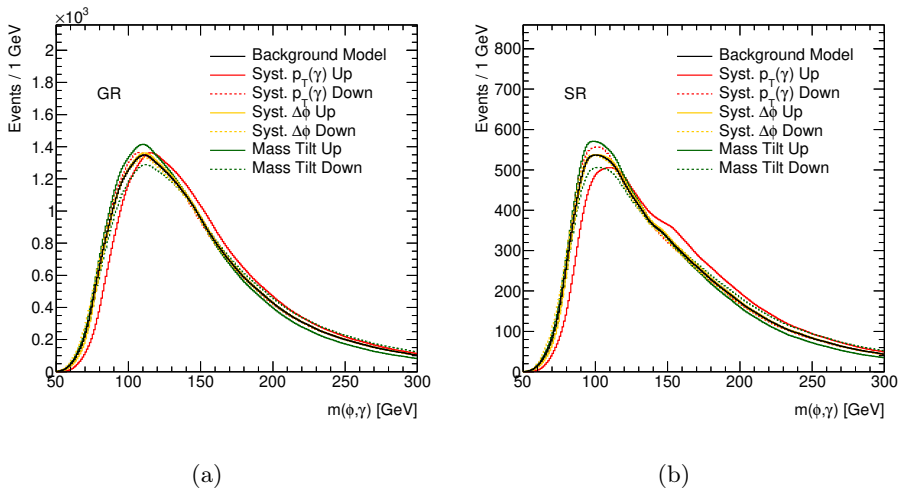 ×10³
Events / 1 GeV
2
1.8
1.6
1.4
1.2
1
0.8
0.6
0.4
0.2
0
GR
Background Model
Syst. p_T(γ) Up
Syst. p_T(γ) Down
Syst. Δϕ Up
Syst. Δϕ Down
Mass Tilt Up
Mass Tilt Down
50 100 150 200 250 300
m(ϕ,γ) [GeV]
(a)
Events / 1 GeV
800
700
600
500
400
300
200
100
0
SR
Background Model
Syst. p_T(γ) Up
Syst. p_T(γ) Down
Syst. Δϕ Up
Syst. Δϕ Down
Mass Tilt Up
Mass Tilt Down
50 100 150 200 250 300
m(ϕ,γ) [GeV]
(b)